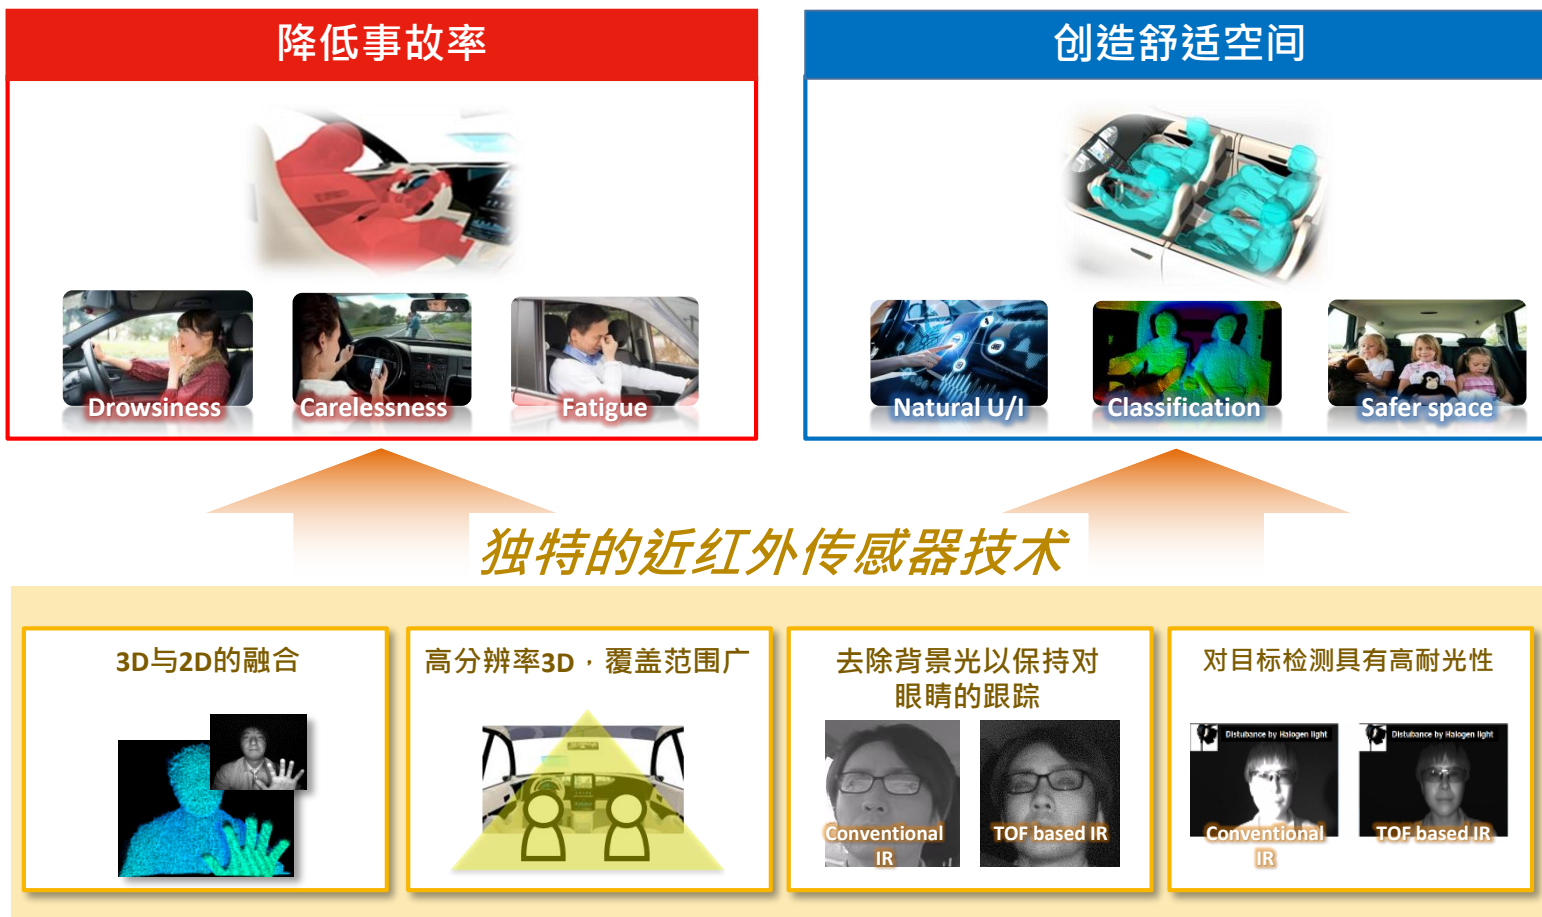 降低事故率
创造舒适空间
Drowsiness
Carelessness
Fatigue
Natural U/I
Classification
Safer space
独特的近红外传感器技术
3D与2D的融合
高分辨率3D，覆盖范围广
去除背景光以保持对
眼睛的跟踪
Conventional
IR
TOF based IR
对目标检测具有高耐光性
Distubance by Halogen light
Conventional
IR
Distubance by Halogen light
TOF based IR